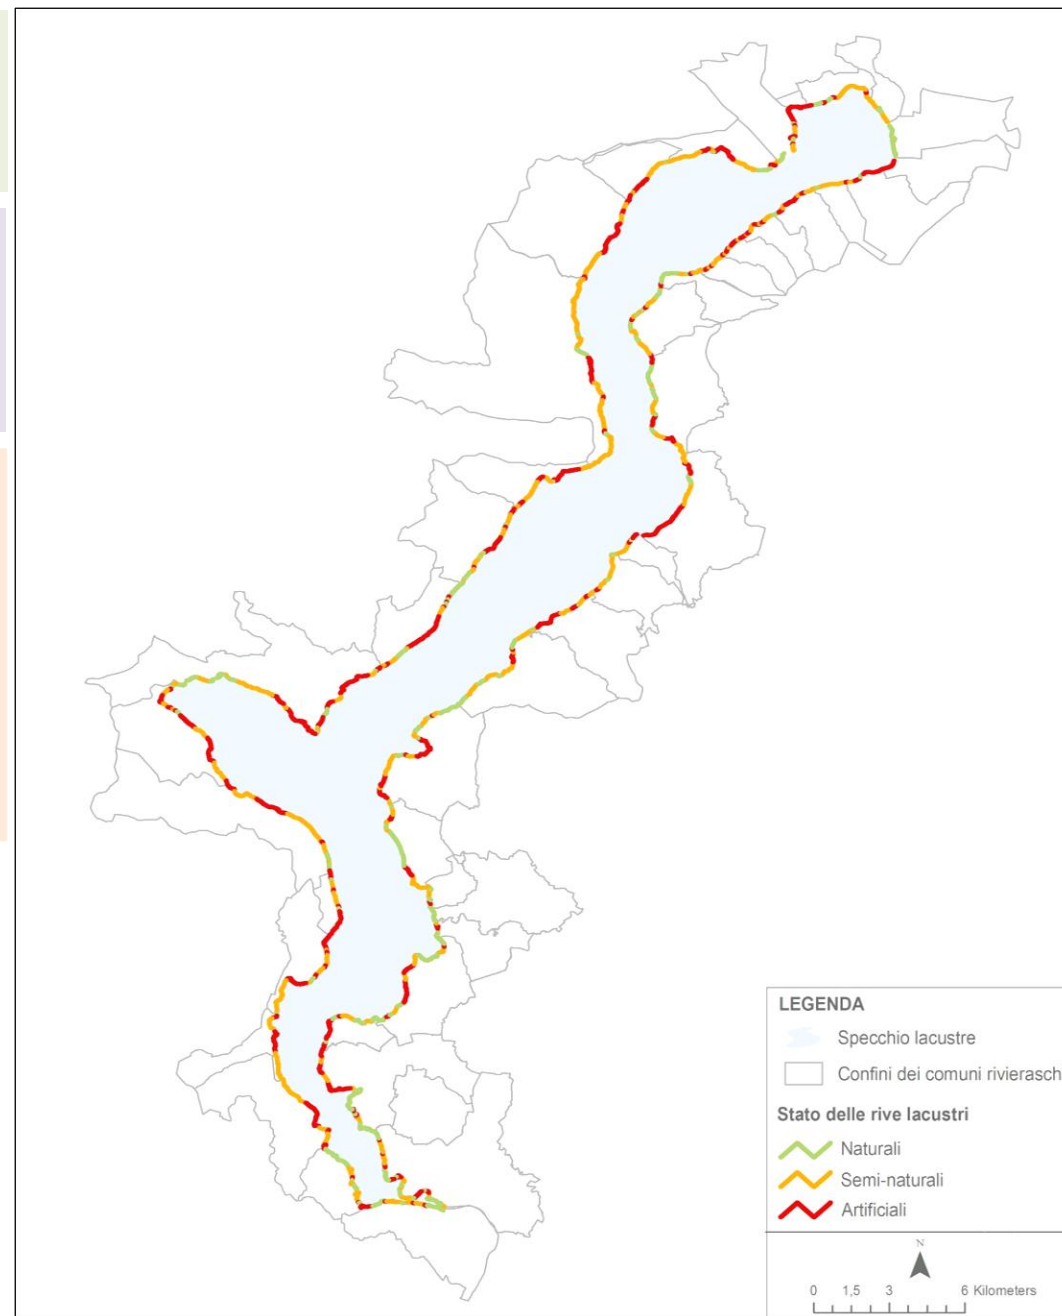 LEGENDA
Specchio lacustre
Confini dei comuni rivierasch
Stato delle rive lacustri
Naturali
Semi-naturali
Artificiali
N
0 1,5 3 6 Kilometers